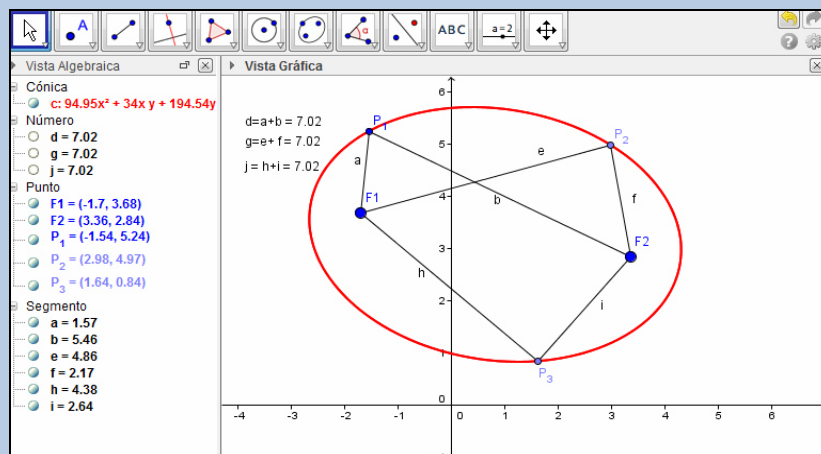 A
α
ABC
a=2
Vista Algebraica
Cónica
c: 94.95x² + 34x y + 194.54y
Número
d = 7.02
g = 7.02
j = 7.02
Punto
F1 = (-1.7, 3.68)
F2 = (3.36, 2.84)
P₁ = (-1.54, 5.24)
P₂ = (2.98, 4.97)
P₃ = (1.64, 0.84)
Segmento
a = 1.57
b = 5.46
e = 4.86
f = 2.17
h = 4.38
i = 2.64
Vista Gráfica
d=a+b = 7.02
g=e+ f = 7.02
j = h+i = 7.02
P₁
P₂
e
a
F1
b
f
F2
h
i
P₃
6
5
4
3
2
1
0
-4 -3 -2 -1 0 1 2 3 4 5 6